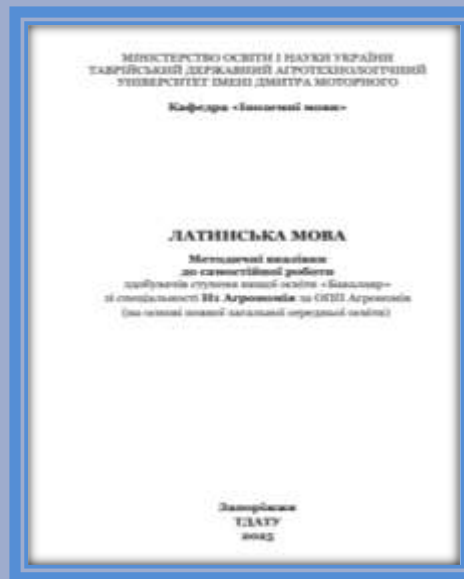 МІНІСТЕРСТВО ОСВІТИ І НАУКИ УКРАЇНИ
ТАВРІЙСЬКИЙ ДЕРЖАВНИЙ АГРОТЕХНОЛОГІЧНИЙ
УНІВЕРСИТЕТ ІМЕНІ ДМИТРА МОТОРНОГО
Кафедра «Іноземні мови»
ЛАТИНСЬКА МОВА
Методичні вказівки
до самостійної роботи
здобувачів ступеня вищої освіти «Бакалавр»
зі спеціальності Н1 Агрономія за ОПП Агрономія
(на основі повної загальної середньої освіти)
Запоріжжя
ТДАТУ
2025